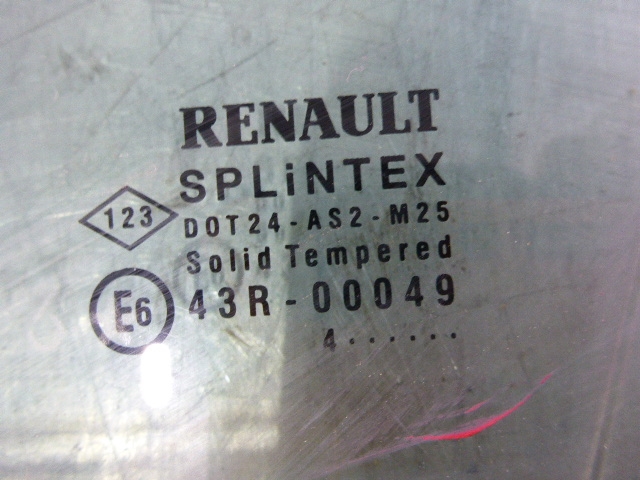 RENAULT
SPLiNTEX
123
DOT24-AS2-M25
Solid Tempered
E6
43R-00049
4······